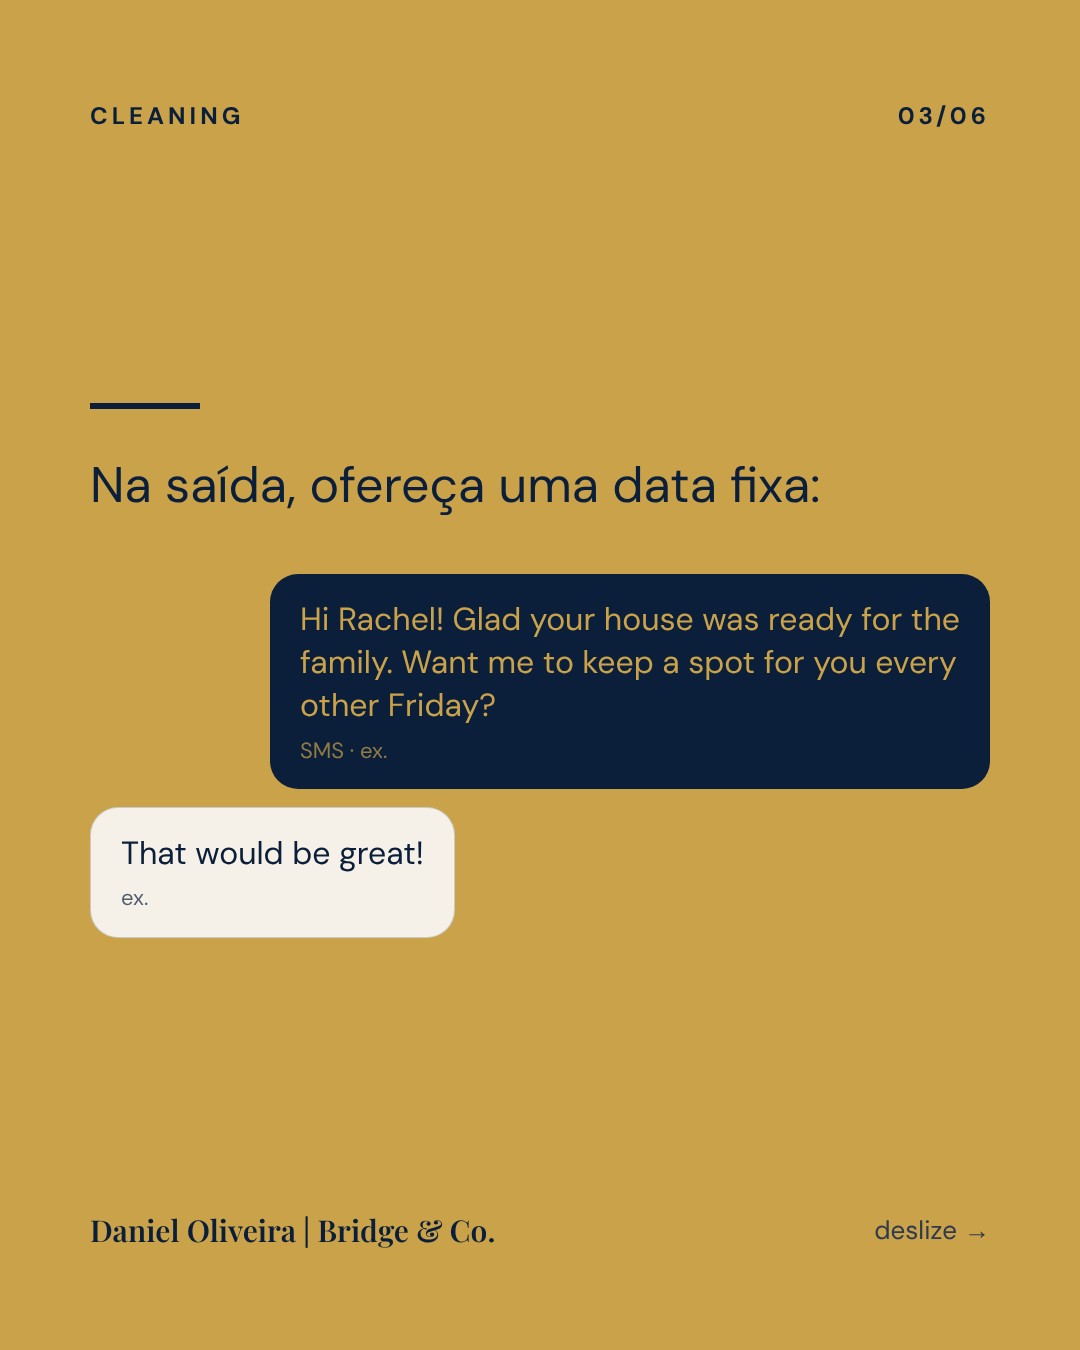 CLEANING
03/06
Na saída, ofereça uma data fixa:
Hi Rachel! Glad your house was ready for the
family. Want me to keep a spot for you every
other Friday?
SMS · ex.
That would be great!
ex.
Daniel Oliveira | Bridge & Co.
deslize →